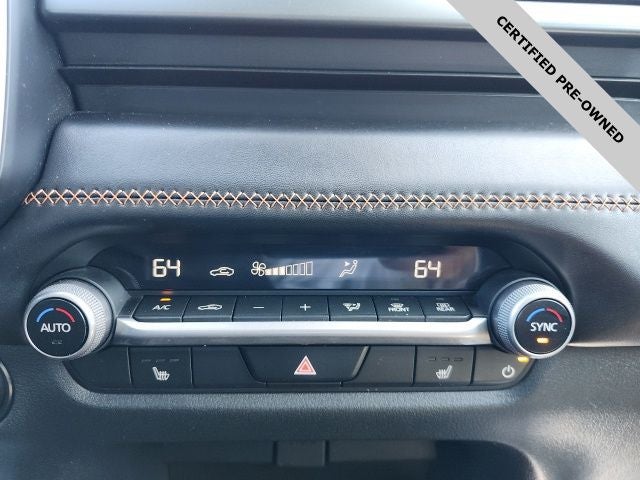 CERTIFIED PRE-OWNED
64 64
A/C - + FRONT REAR
AUTO SYNC